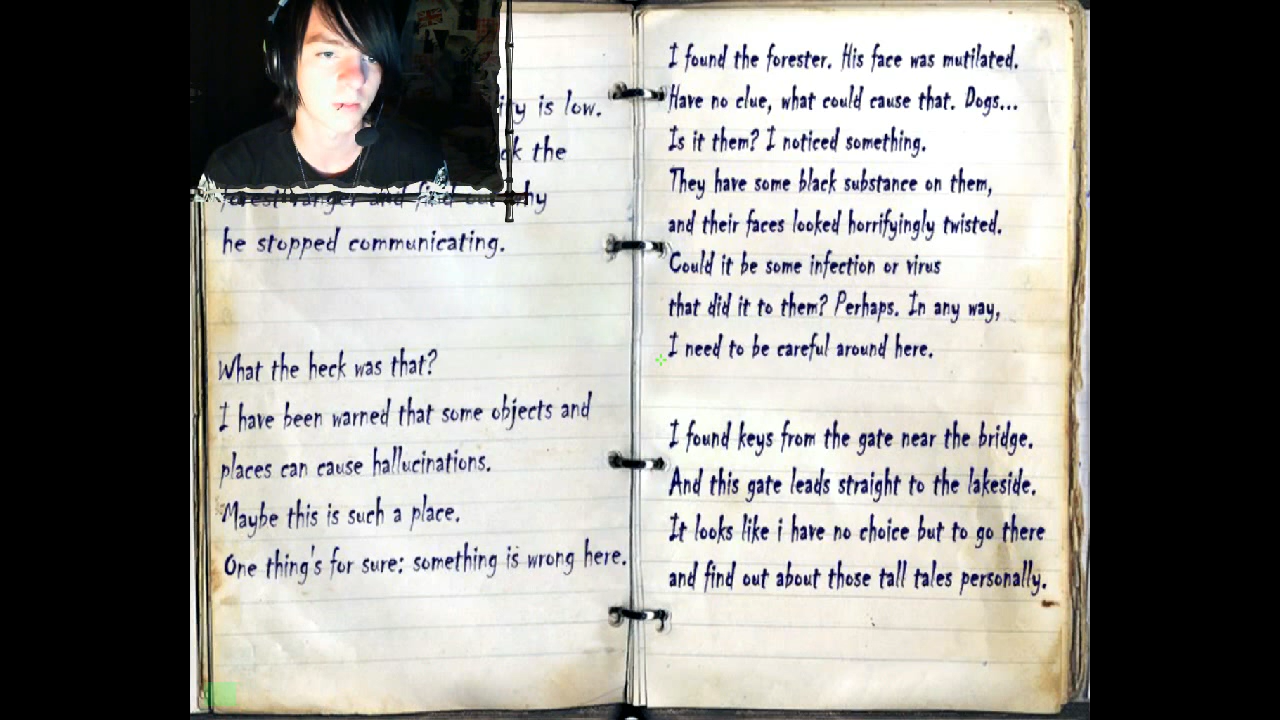 is low.
the
forest ranger and find out why
he stopped communicating.
What the heck was that?
I have been warned that some objects and
places can cause hallucinations.
Maybe this is such a place.
One thing's for sure: something is wrong here.
I found the forester. His face was mutilated.
Have no clue, what could cause that. Dogs...
Is it them? I noticed something.
They have some black substance on them,
and their faces looked horrifyingly twisted.
Could it be some infection or virus
that did it to them? Perhaps. In any way,
I need to be careful around here.
I found keys from the gate near the bridge.
And this gate leads straight to the lakeside.
It looks like i have no choice but to go there
and find out about those tall tales personally.